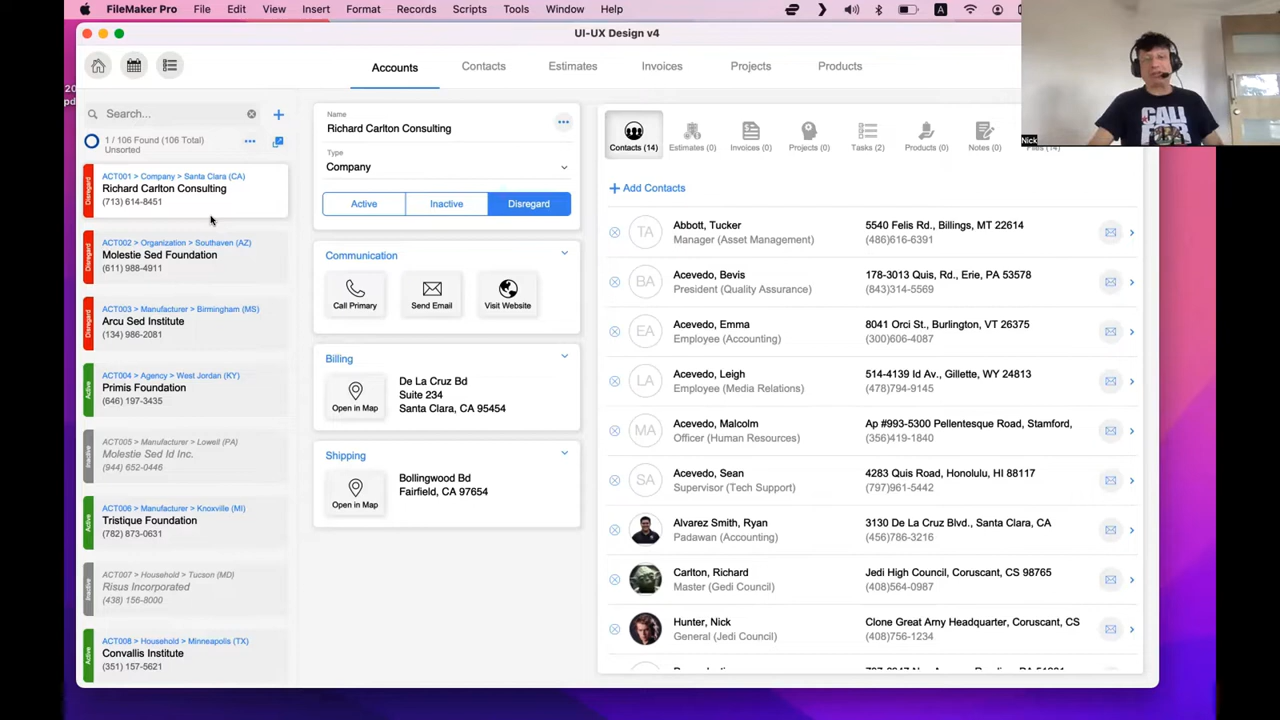 FileMaker Pro File Edit View Insert Format Records Scripts Tools Window Help A
UI-UX Design v4
Accounts Contacts Estimates Invoices Projects Products
Search...
1 / 106 Found (106 Total)
Unsorted
Disregard
ACT001 > Company > Santa Clara (CA)
Richard Carlton Consulting
(713) 614-8451
Disregard
ACT002 > Organization > Southaven (AZ)
Molestie Sed Foundation
(611) 988-4911
Disregard
ACT003 > Manufacturer > Birmingham (MS)
Arcu Sed Institute
(134) 986-2081
Active
ACT004 > Agency > West Jordan (KY)
Primis Foundation
(646) 197-3435
Inactive
ACT005 > Manufacturer > Lowell (PA)
Molestie Sed Id Inc.
(944) 652-0446
Active
ACT006 > Manufacturer > Knoxville (MI)
Tristique Foundation
(782) 873-0631
Inactive
ACT007 > Household > Tucson (MD)
Risus Incorporated
(438) 156-8000
Active
ACT008 > Household > Minneapolis (TX)
Convallis Institute
(351) 157-5621
Name
Richard Carlton Consulting
Type
Company
Active Inactive Disregard
Communication
Call Primary Send Email Visit Website
Billing
Open in Map
De La Cruz Bd
Suite 234
Santa Clara, CA 95454
Shipping
Open in Map
Bollingwood Bd
Fairfield, CA 97654
Contacts (14) Estimates (0) Invoices (0) Projects (0) Tasks (2) Products (0) Notes (0)
Add Contacts
TA
Abbott, Tucker 5540 Felis Rd., Billings, MT 22614
Manager (Asset Management) (486)616-6391
BA
Acevedo, Bevis 178-3013 Quis, Rd., Erie, PA 53578
President (Quality Assurance) (843)314-5569
EA
Acevedo, Emma 8041 Orci St., Burlington, VT 26375
Employee (Accounting) (300)606-4087
LA
Acevedo, Leigh 514-4139 Id Av., Gillette, WY 24813
Employee (Media Relations) (478)794-9145
MA
Acevedo, Malcolm Ap #993-5300 Pellentesque Road, Stamford,
Officer (Human Resources) (356)419-1840
SA
Acevedo, Sean 4283 Quis Road, Honolulu, HI 88117
Supervisor (Tech Support) (797)961-5442
Alvarez Smith, Ryan 3130 De La Cruz Blvd., Santa Clara, CA
Padawan (Accounting) (456)786-3216
Carlton, Richard Jedi High Council, Coruscant, CS 98765
Master (Gedi Council) (408)564-0987
Hunter, Nick Clone Great Amy Headquarter, Coruscant, CS
General (Jedi Council) (408)756-1234
Nick
CALL